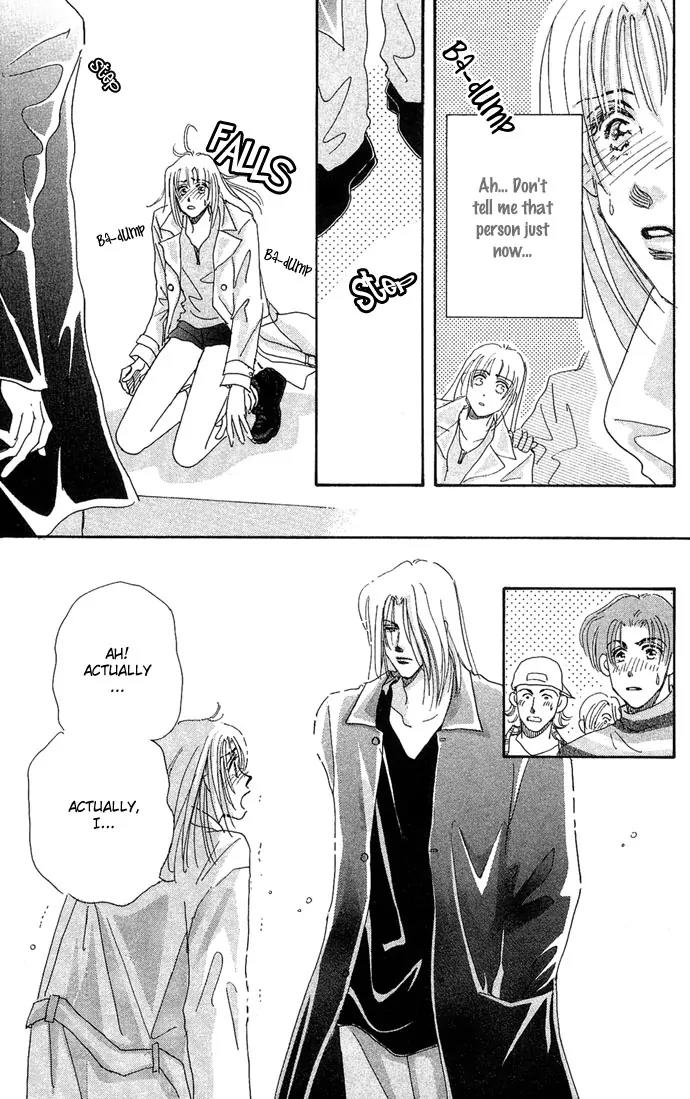 Ba-dump
Ah... Don't
tell me that
person just
now...
Step
FALLS
Step
Ba-dump
Ba-dump
AH!
ACTUALLY
...
ACTUALLY,
I...